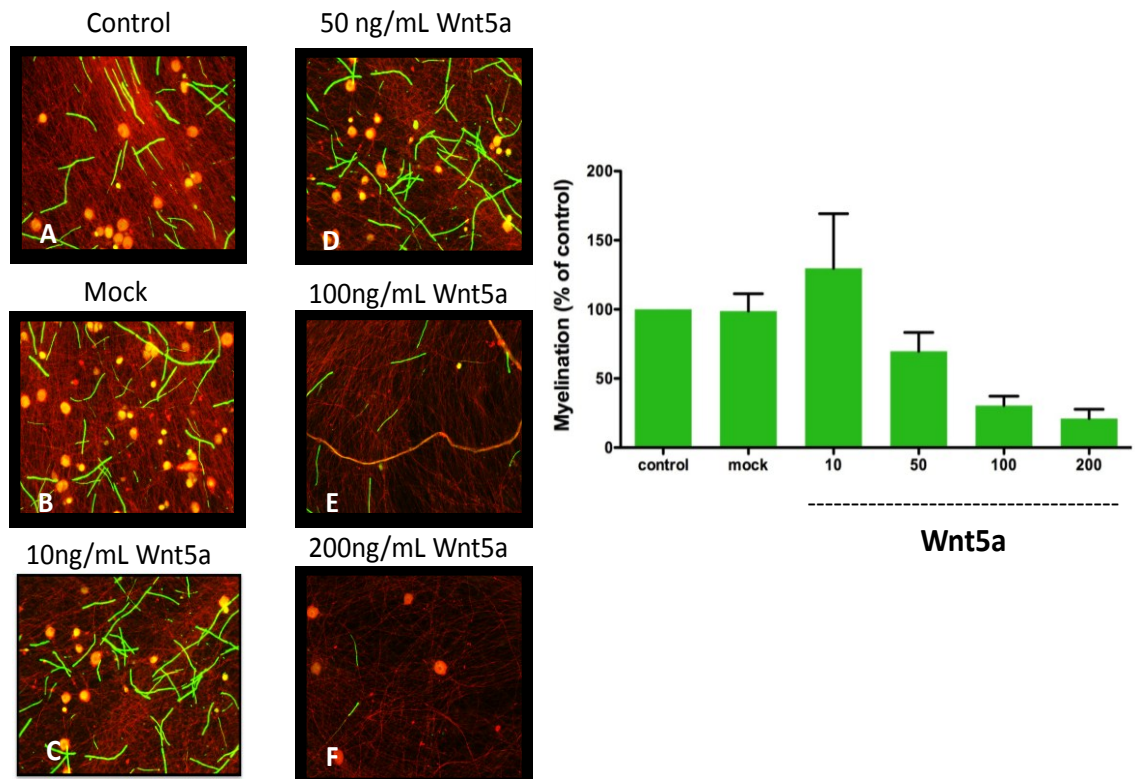 Control
A
Mock
B
10ng/mL Wnt5a
C
50 ng/mL Wnt5a
D
100ng/mL Wnt5a
E
200ng/mL Wnt5a
F
Myelination (% of control)
200
150
100
50
0
control mock 10 50 100 200
Wnt5a